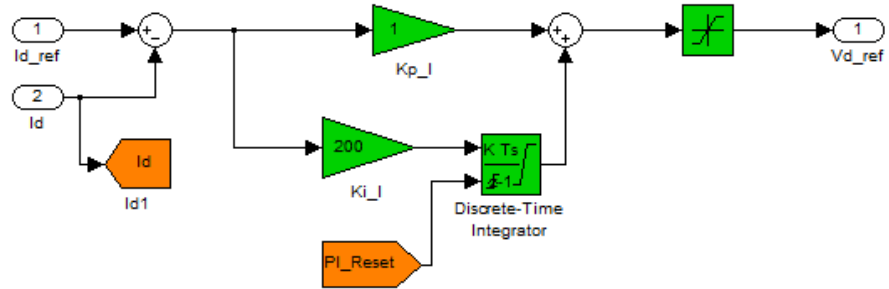 1
Id_ref
+
−
1
Kp_I
+
+
1
Vd_ref
2
Id
Id
Id1
200
Ki_I
K Ts
z-1
Discrete-Time
Integrator
PI_Reset